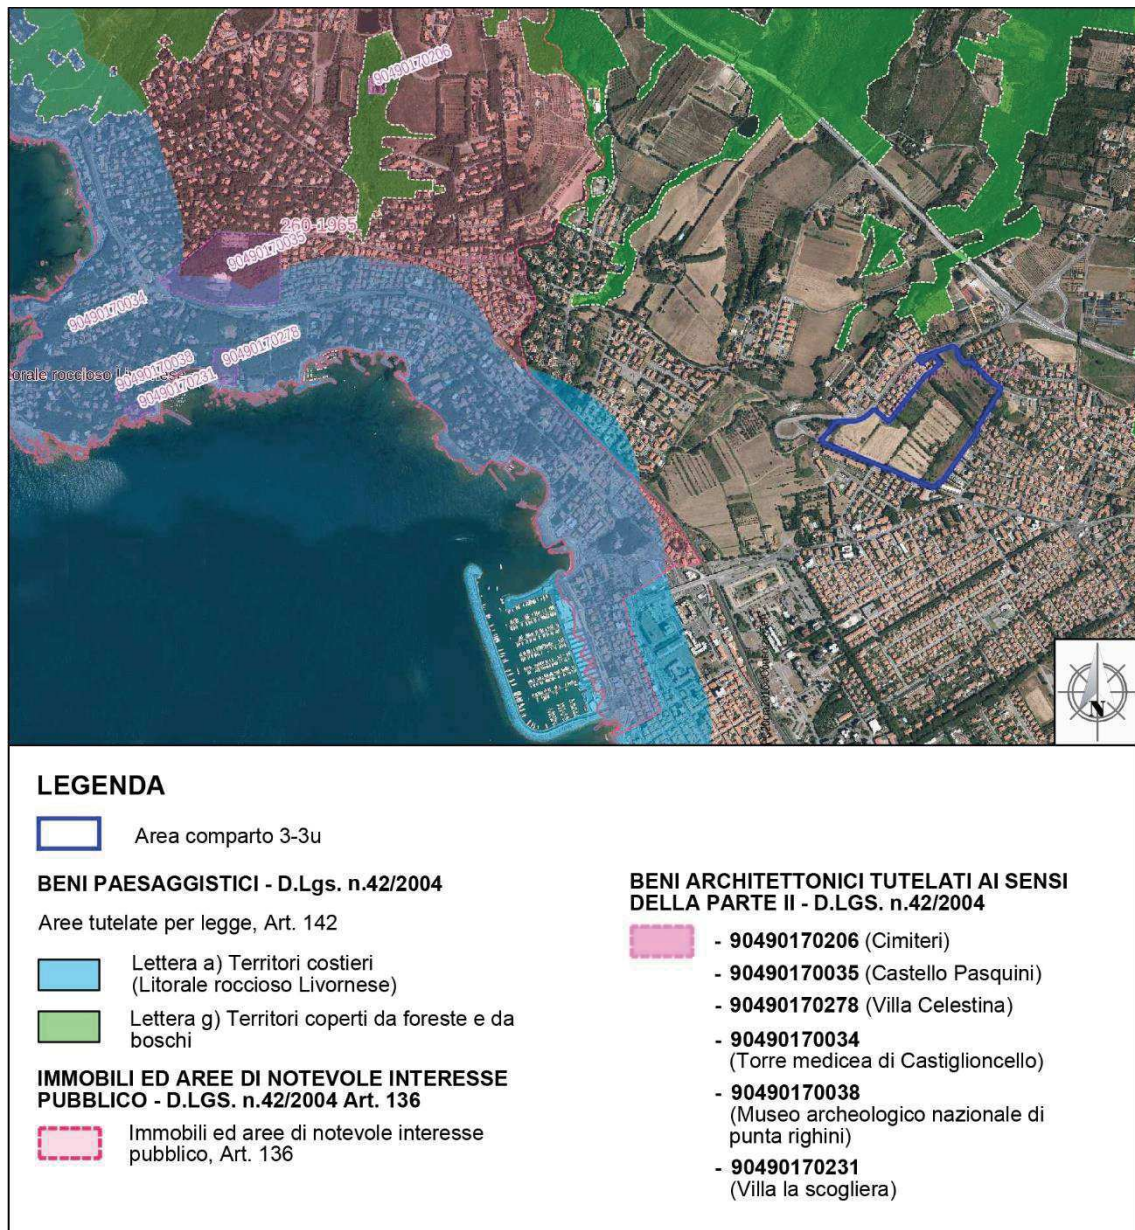 90490170206
260-1965
90490170035
90490170034
90490170278
90490170038
90490170231
orale roccioso Li
N
LEGENDA
Area comparto 3-3u
BENI PAESAGGISTICI - D.Lgs. n.42/2004
Aree tutelate per legge, Art. 142
Lettera a) Territori costieri
(Litorale roccioso Livornese)
Lettera g) Territori coperti da foreste e da
boschi
IMMOBILI ED AREE DI NOTEVOLE INTERESSE
PUBBLICO - D.LGS. n.42/2004 Art. 136
Immobili ed aree di notevole interesse
pubblico, Art. 136
BENI ARCHITETTONICI TUTELATI AI SENSI
DELLA PARTE II - D.LGS. n.42/2004
- 90490170206 (Cimiteri)
- 90490170035 (Castello Pasquini)
- 90490170278 (Villa Celestina)
- 90490170034
(Torre medicea di Castiglioncello)
- 90490170038
(Museo archeologico nazionale di
punta righini)
- 90490170231
(Villa la scogliera)